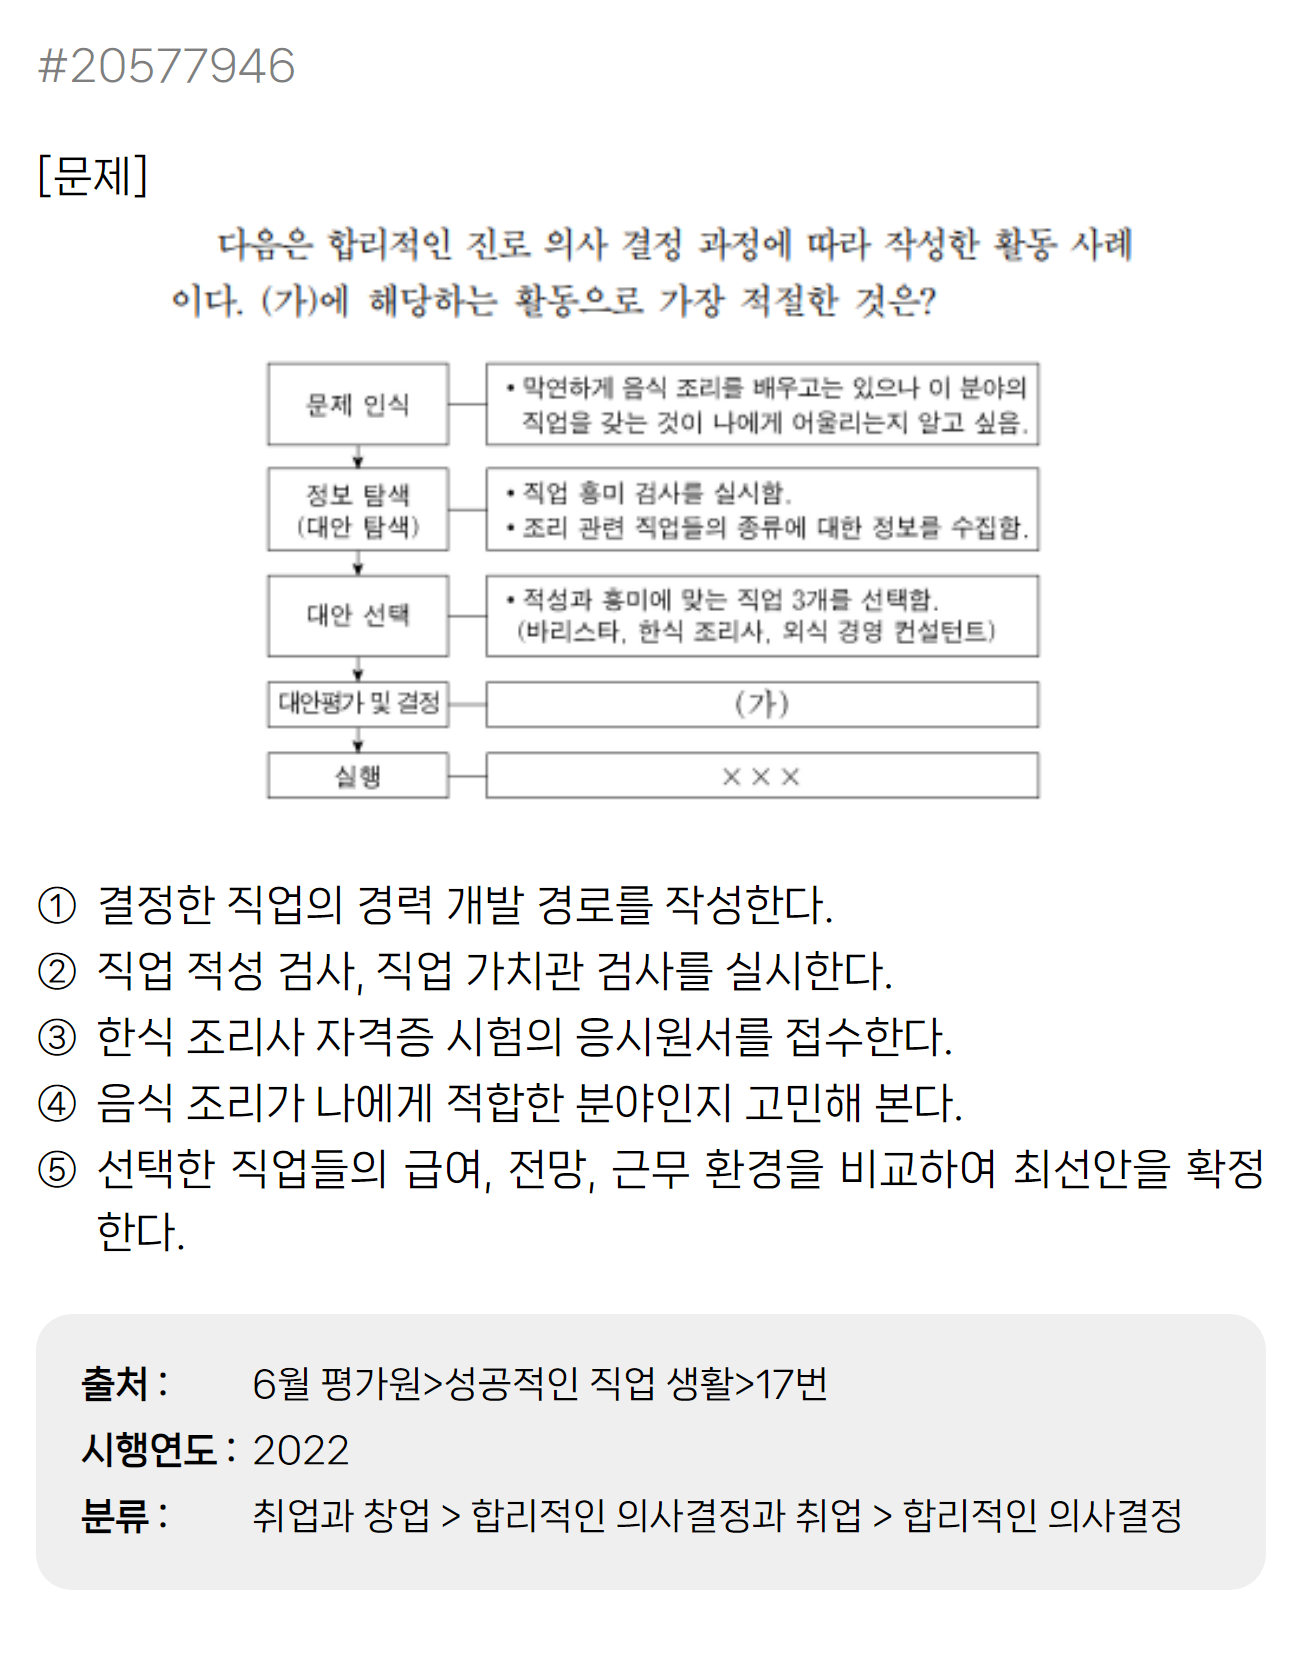 #20577946
[문제]
다음은 합리적인 진로 의사 결정 과정에 따라 작성한 활동 사례
이다. (가)에 해당하는 활동으로 가장 적절한 것은?
문제 인식
• 막연하게 음식 조리를 배우고는 있으나 이 분야의
직업을 갖는 것이 나에게 어울리는지 알고 싶음.
정보 탐색
(대안 탐색)
• 직업 흥미 검사를 실시함.
• 조리 관련 직업들의 종류에 대한 정보를 수집함.
대안 선택
• 적성과 흥미에 맞는 직업 3개를 선택함.
(바리스타, 한식 조리사, 외식 경영 컨설턴트)
대안평가 및 결정
(가)
실행
×××
① 결정한 직업의 경력 개발 경로를 작성한다.
② 직업 적성 검사, 직업 가치관 검사를 실시한다.
③ 한식 조리사 자격증 시험의 응시원서를 접수한다.
④ 음식 조리가 나에게 적합한 분야인지 고민해 본다.
⑤ 선택한 직업들의 급여, 전망, 근무 환경을 비교하여 최선안을 확정
한다.
출처 : 6월 평가원>성공적인 직업 생활>17번
시행연도 : 2022
분류 : 취업과 창업 > 합리적인 의사결정과 취업 > 합리적인 의사결정